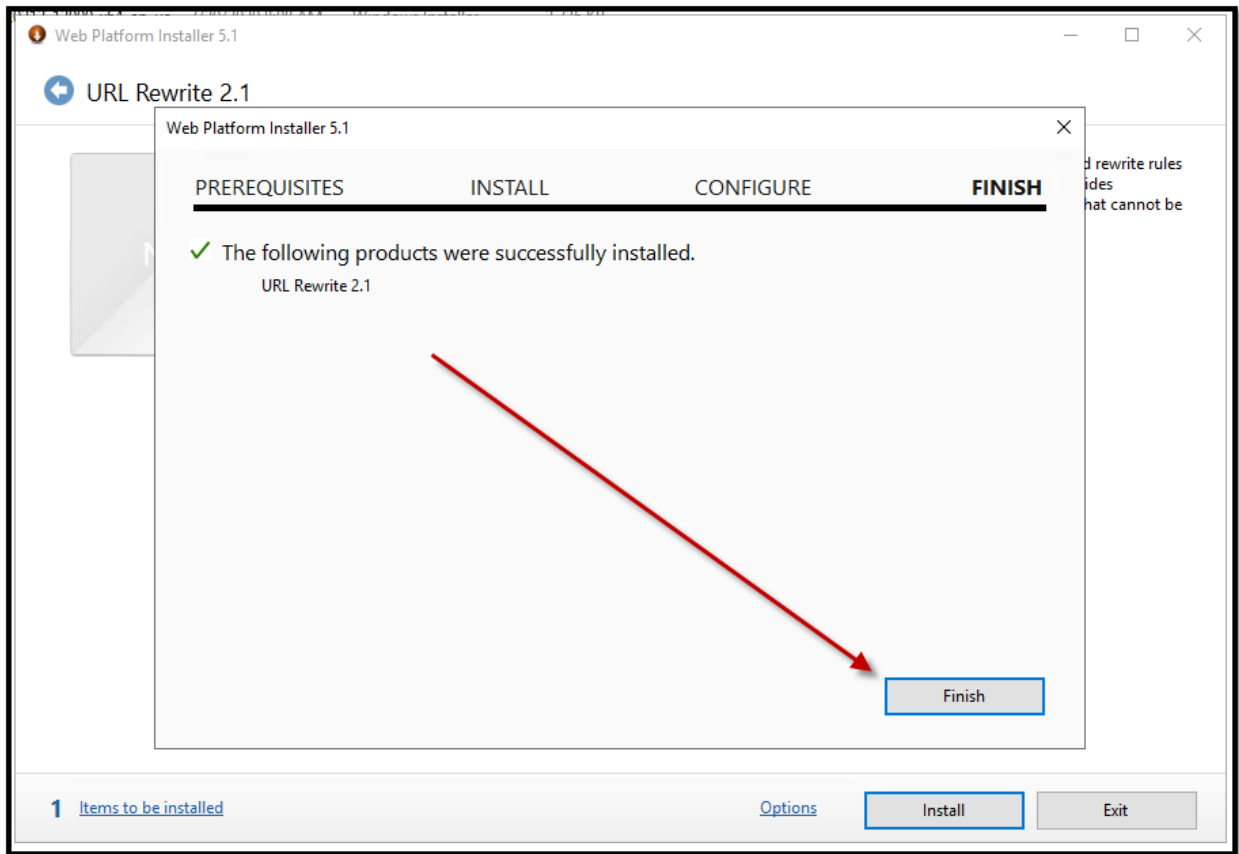 Web Platform Installer 5.1
URL Rewrite 2.1
Web Platform Installer 5.1
d rewrite rules
ides
hat cannot be
PREREQUISITES INSTALL CONFIGURE FINISH
The following products were successfully installed.
URL Rewrite 2.1
Finish
1 Items to be installed Options Install Exit